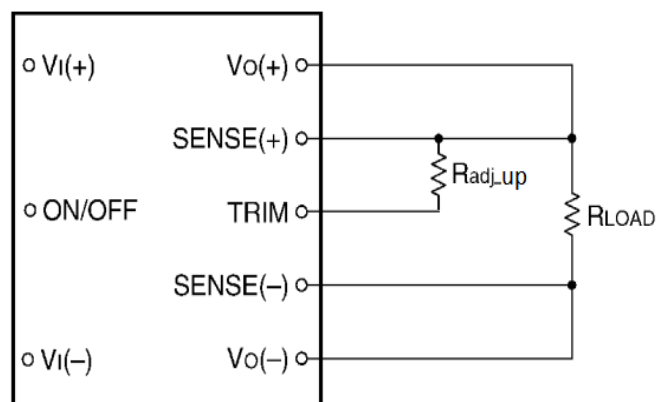 VI(+)
VO(+)
SENSE(+)
Radj_up
ON/OFF
TRIM
RLOAD
SENSE(–)
VI(–)
VO(–)